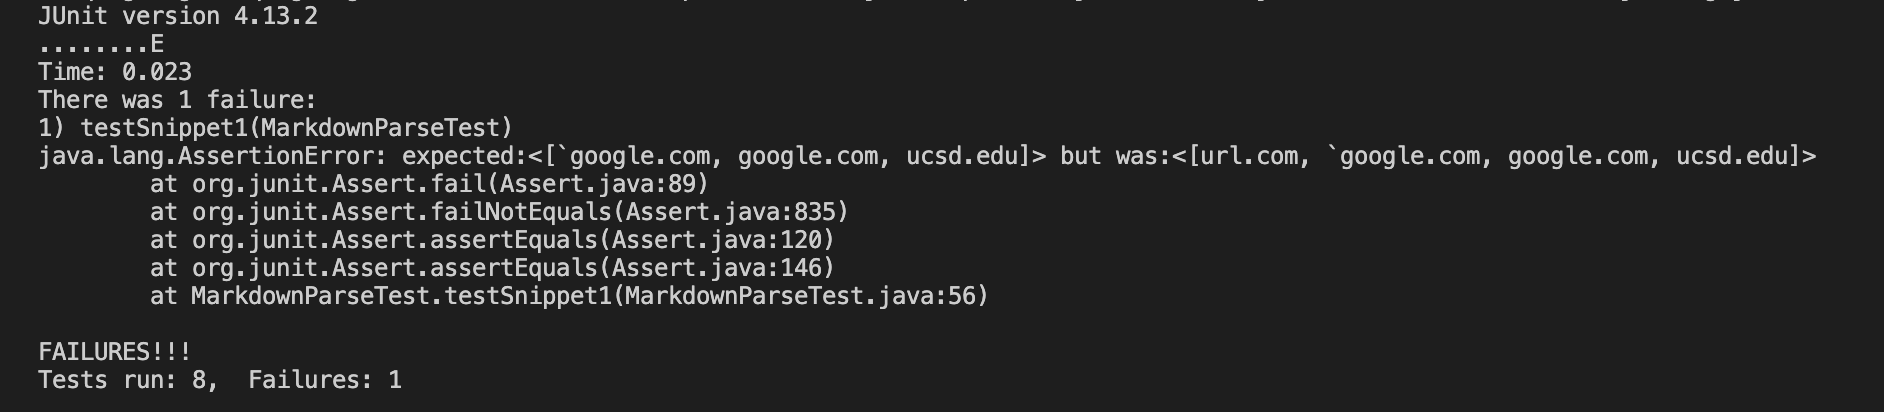 JUnit version 4.13.2
........E
Time: 0.023
There was 1 failure:
1) testSnippet1(MarkdownParseTest)
java.lang.AssertionError: expected:<[`google.com, google.com, ucsd.edu]> but was:<[url.com, `google.com, google.com, ucsd.edu]>
        at org.junit.Assert.fail(Assert.java:89)
        at org.junit.Assert.failNotEquals(Assert.java:835)
        at org.junit.Assert.assertEquals(Assert.java:120)
        at org.junit.Assert.assertEquals(Assert.java:146)
        at MarkdownParseTest.testSnippet1(MarkdownParseTest.java:56)
FAILURES!!!
Tests run: 8,  Failures: 1